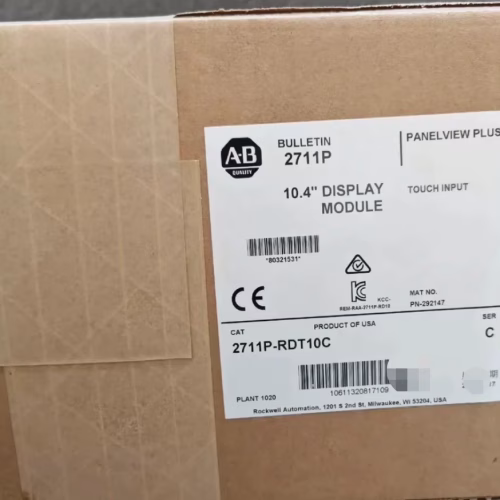 A-B
QUALITY
BULLETIN
2711P
PANELVIEW PLUS
10.4" DISPLAY
MODULE
TOUCH INPUT
*80321531*
CE
KCC-
REM-RAA-2711P-RD10
MAT NO.
PN-292147
CAT
PRODUCT OF USA
SER
2711P-RDT10C
C
10611320817109
PLANT 1020
Rockwell Automation, 1201 S 2nd St, Milwaukee, WI 53204, USA